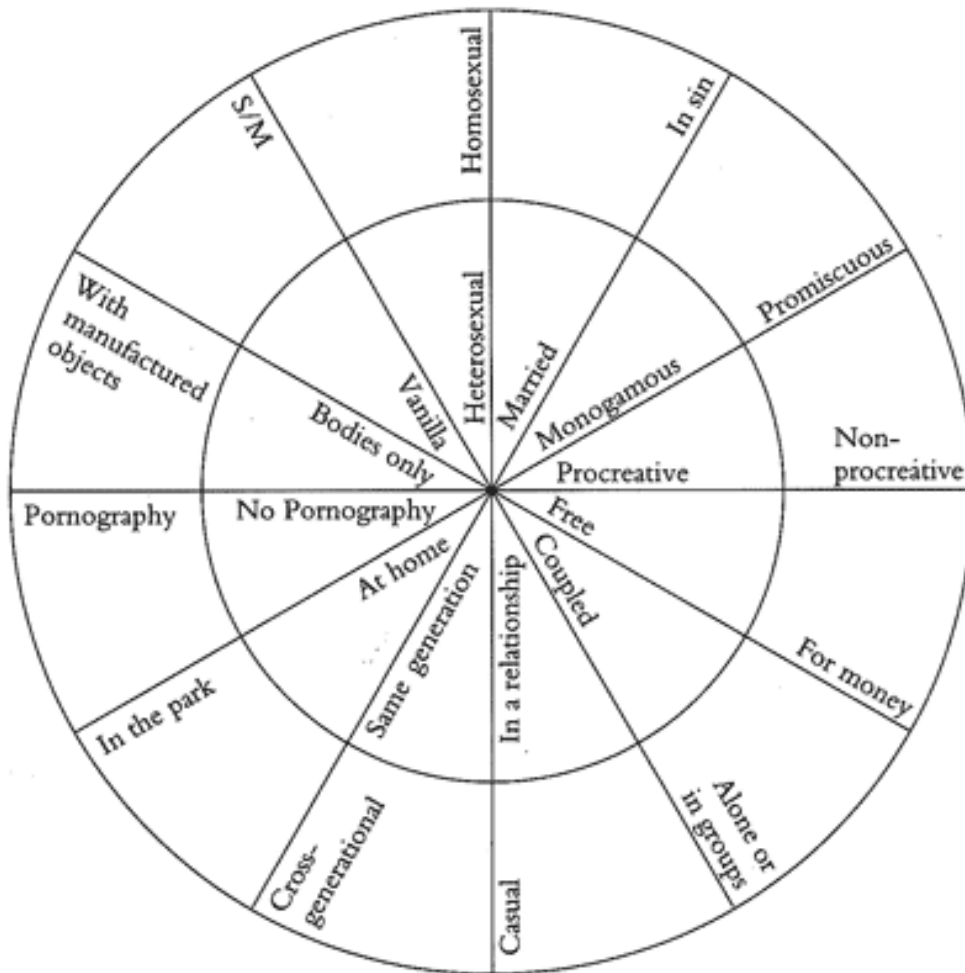 Homosexual
In sin
Promiscuous
Non-
procreative
For money
Alone or
in groups
Casual
Cross-
generational
In the park
Pornography
With
manufactured
objects
S/M
Heterosexual
Married
Monogamous
Procreative
Free
Coupled
In a relationship
Same generation
At home
No Pornography
Bodies only
Vanilla